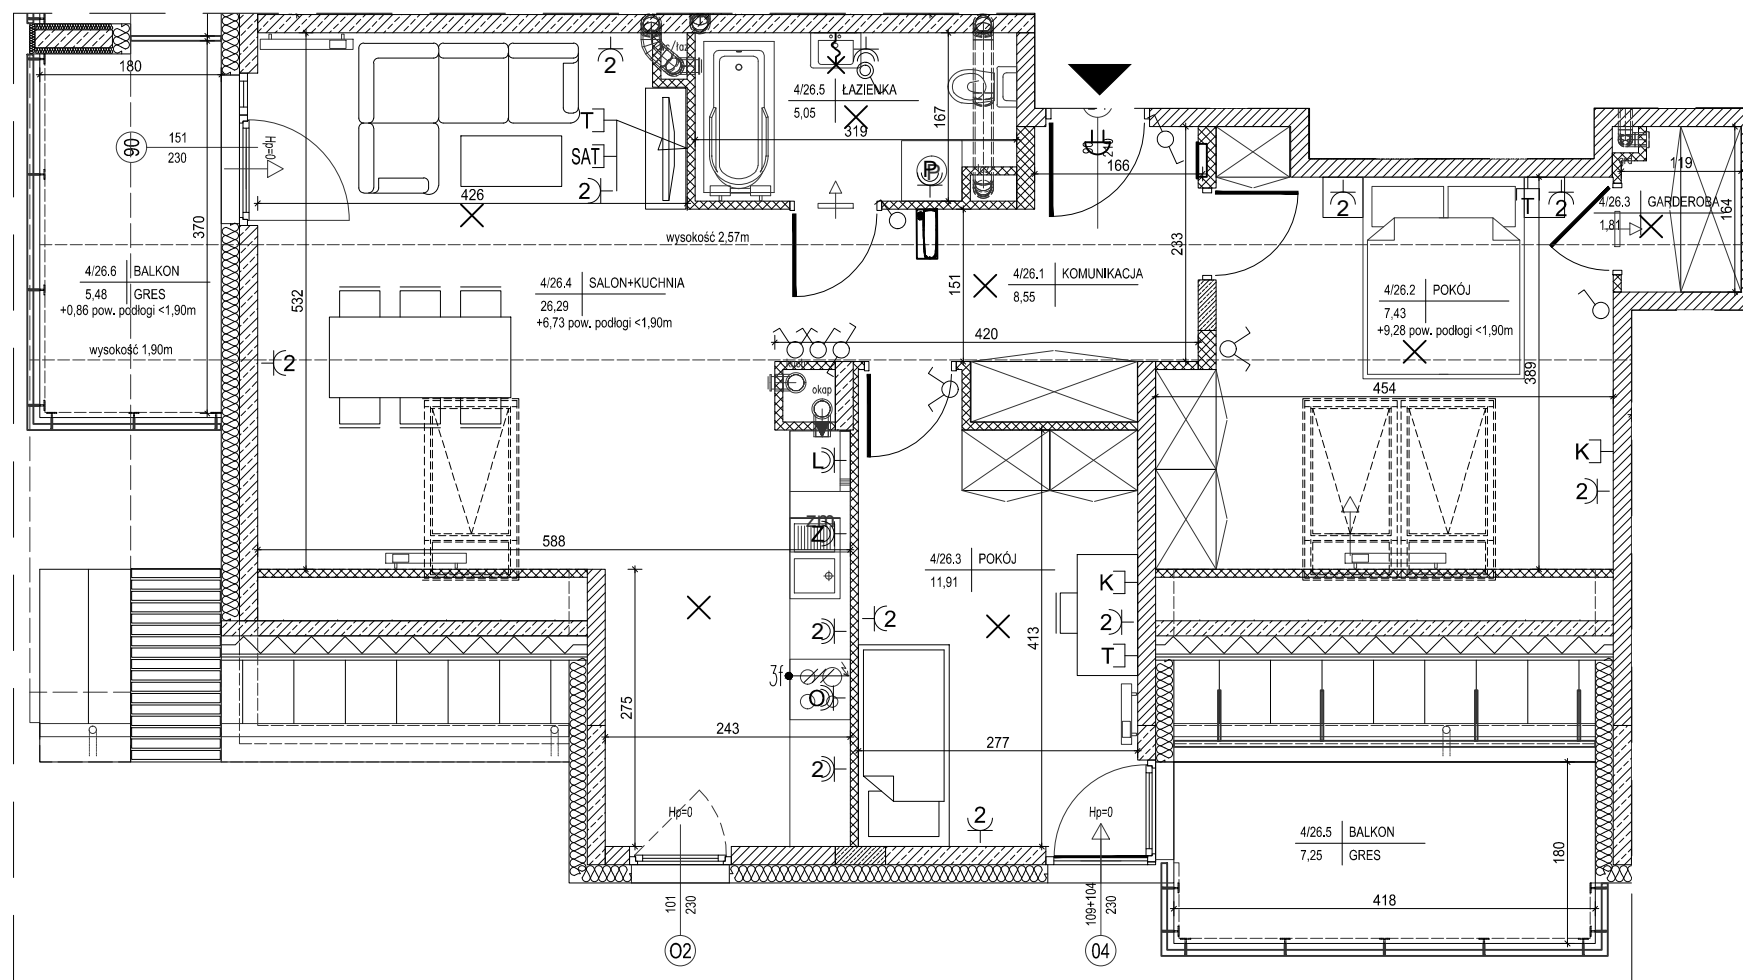 180
90
151
230
370
4/26.6 BALKON
5,48 GRES
+0,86 pow. podłogi <1,90m
wysokość 1,90m
Hp=0
2
T
SAT
2
426
wysokość 2,57m
532
4/26.4 SALON+KUCHNIA
26,29
+6,73 pow. podłogi <1,90m
2
588
275
243
4/26.5 ŁAZIENKA
5,05
319
167
P
166
151
233
4/26.1 KOMUNIKACJA
8,55
420
okap
L
Z
2
3f
O
2
4/26.3 POKÓJ
11,91
2
K
2
T
413
277
2
2
T
2
4/26.2 POKÓJ
7,43
+9,28 pow. podłogi <1,90m
454
389
K
2
119
4/26.3 GARDEROBA
1,81
164
Hp=0
101
230
O2
Hp=0
109+104
230
04
4/26.5 BALKON
7,25 GRES
180
418